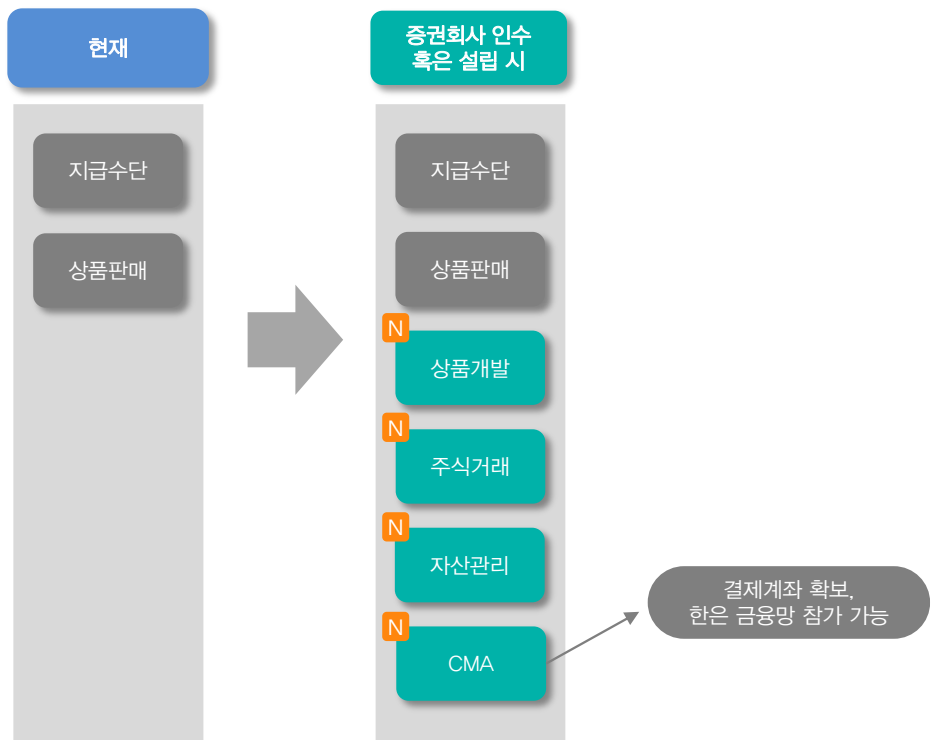 현재
지급수단
상품판매
증권회사 인수
혹은 설립 시
지급수단
상품판매
N
상품개발
N
주식거래
N
자산관리
N
CMA
결제계좌 확보,
한은 금융망 참가 가능